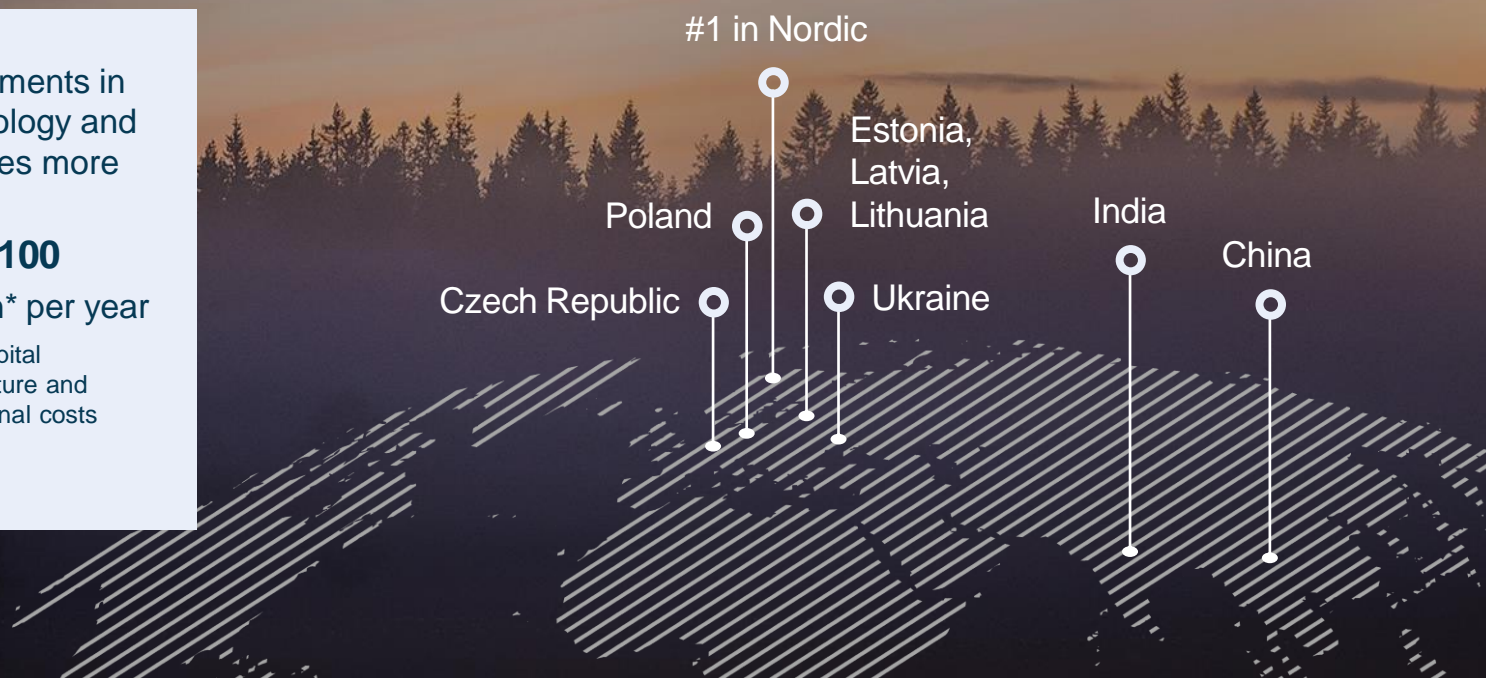 ments in
ology and
es more
100
* per year
ital
ture and
nal costs
#1 in Nordic
Estonia,
Latvia,
Lithuania
Poland
Czech Republic
Ukraine
India
China